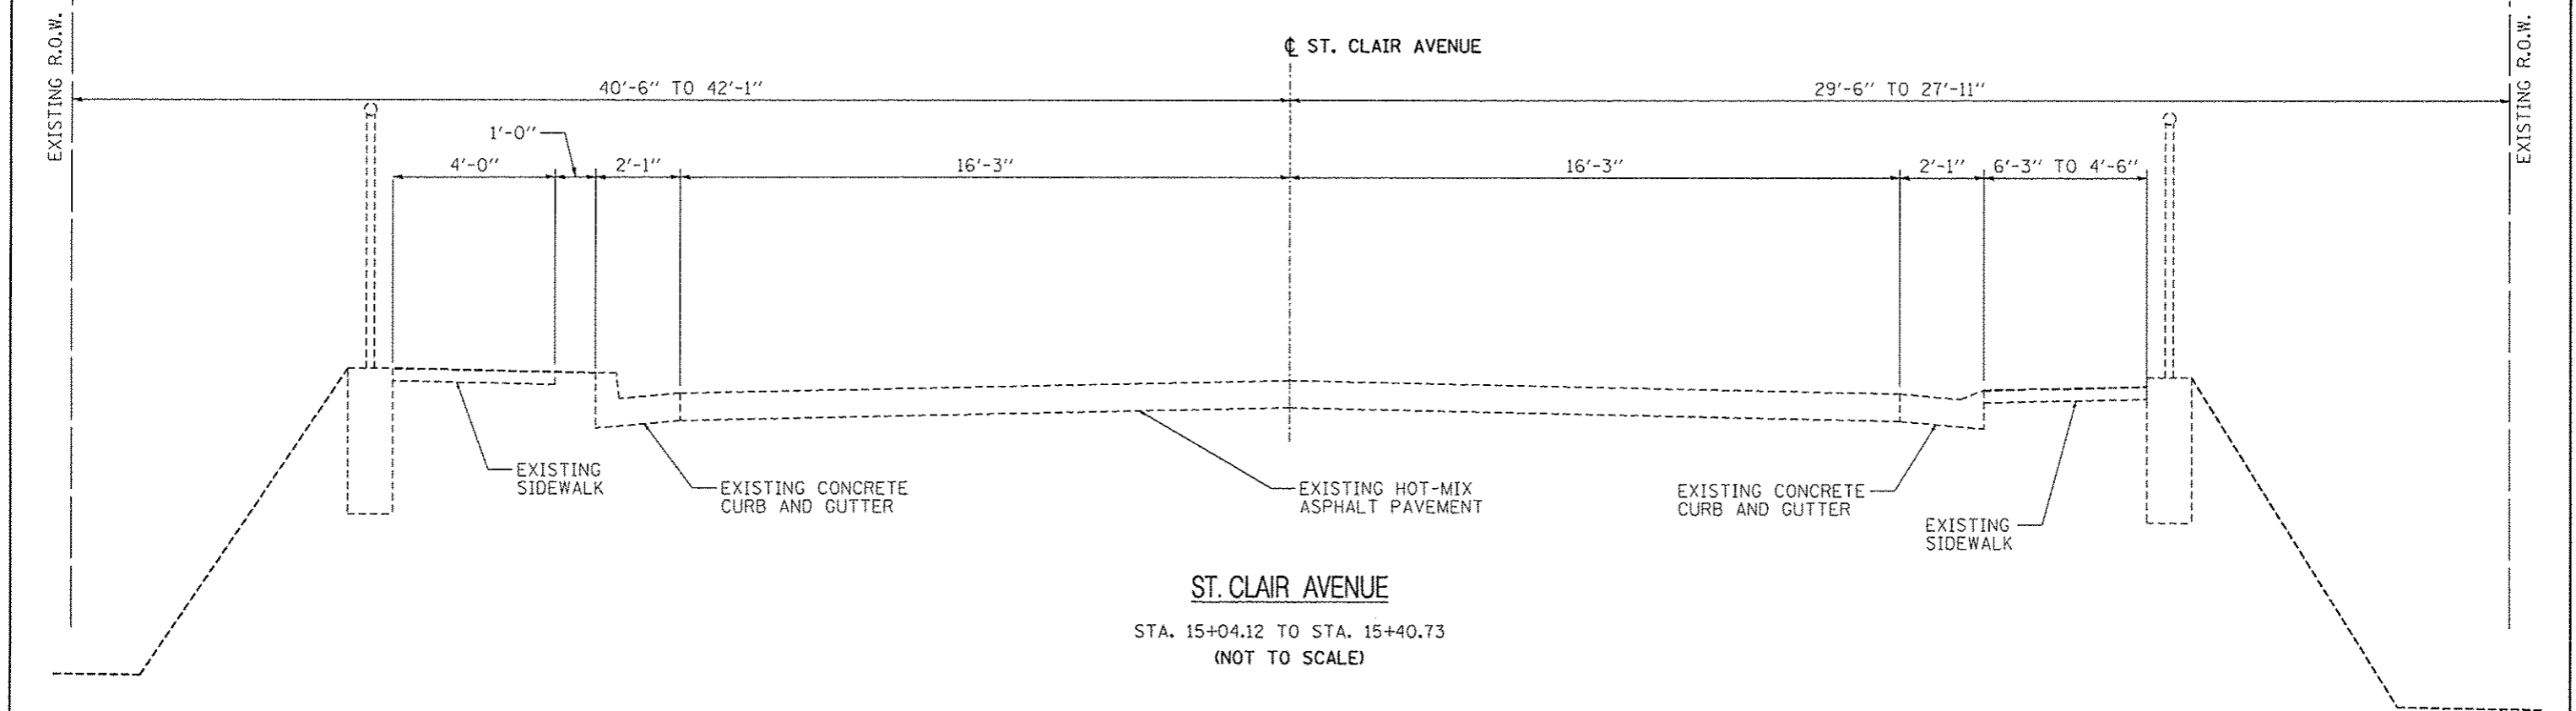 EXISTING R.O.W.
℄ ST. CLAIR AVENUE
EXISTING R.O.W.
40'-6" TO 42'-1"
29'-6" TO 27'-11"
1'-0"
4'-0"
2'-1"
16'-3"
16'-3"
2'-1"
6'-3" TO 4'-6"
EXISTING
SIDEWALK
EXISTING CONCRETE
CURB AND GUTTER
EXISTING HOT-MIX
ASPHALT PAVEMENT
EXISTING CONCRETE
CURB AND GUTTER
EXISTING
SIDEWALK
ST. CLAIR AVENUE
STA. 15+04.12 TO STA. 15+40.73
(NOT TO SCALE)